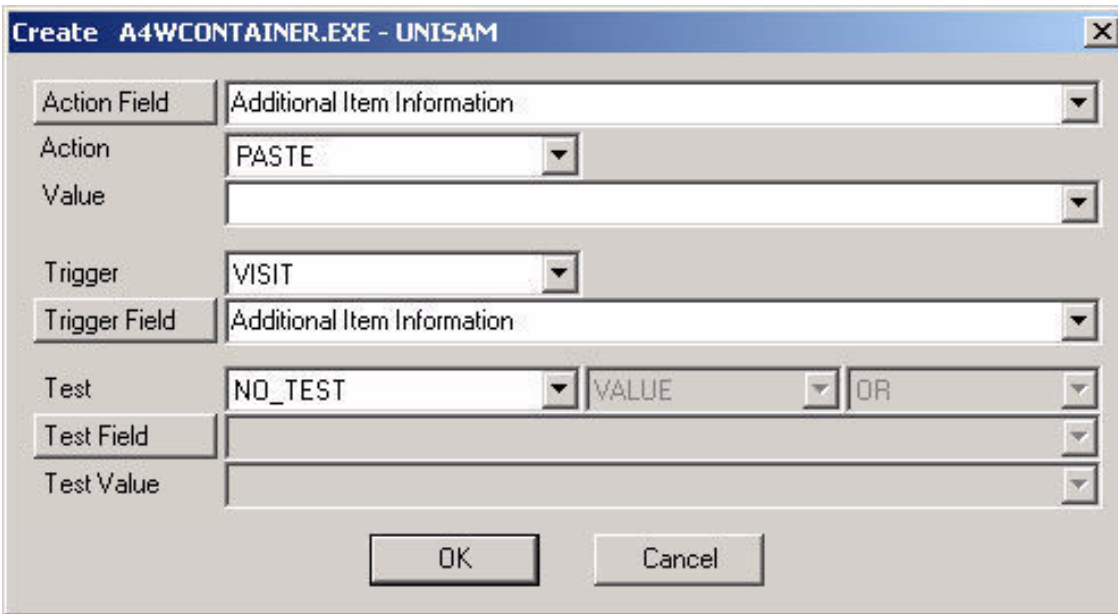 Create A4WCONTAINER.EXE - UNISAM
Action Field Additional Item Information
Action PASTE
Value
Trigger VISIT
Trigger Field Additional Item Information
Test NO_TEST VALUE OR
Test Field
Test Value
OK Cancel